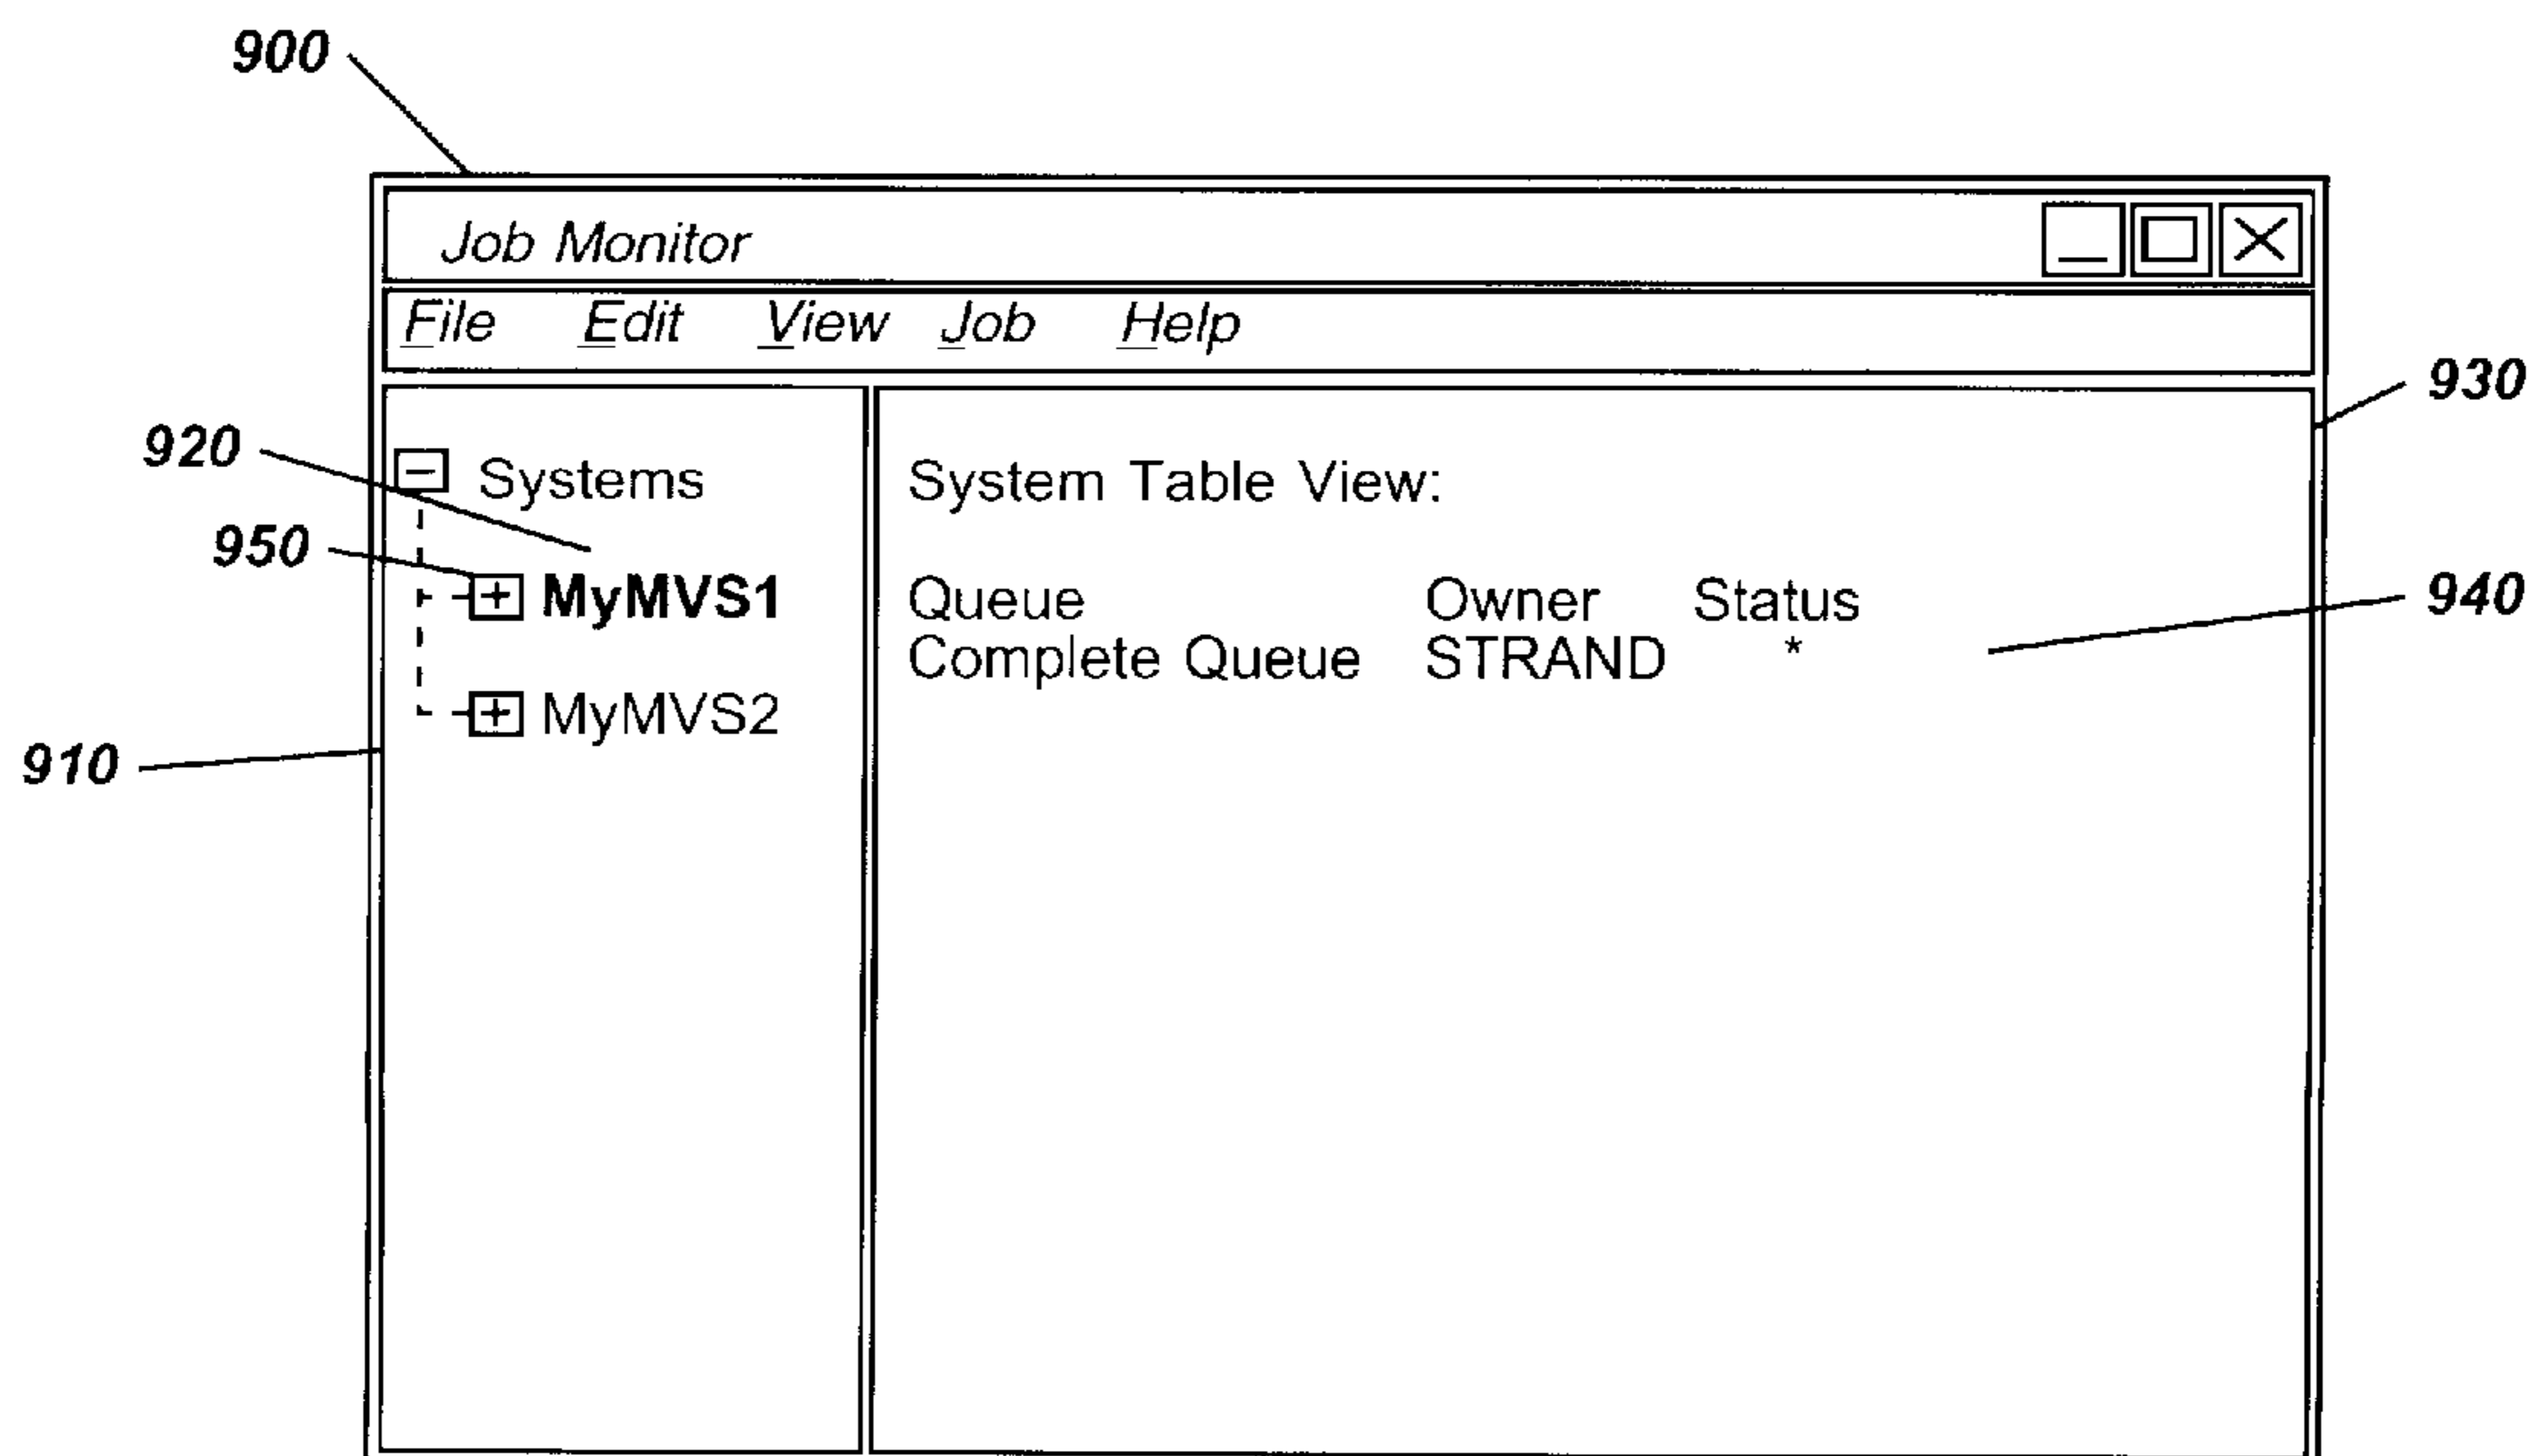 900
Job Monitor
File Edit View Job Help
930
920
Systems
System Table View:
950
MyMVS1
Queue Owner Status
940
Complete Queue STRAND *
MyMVS2
910